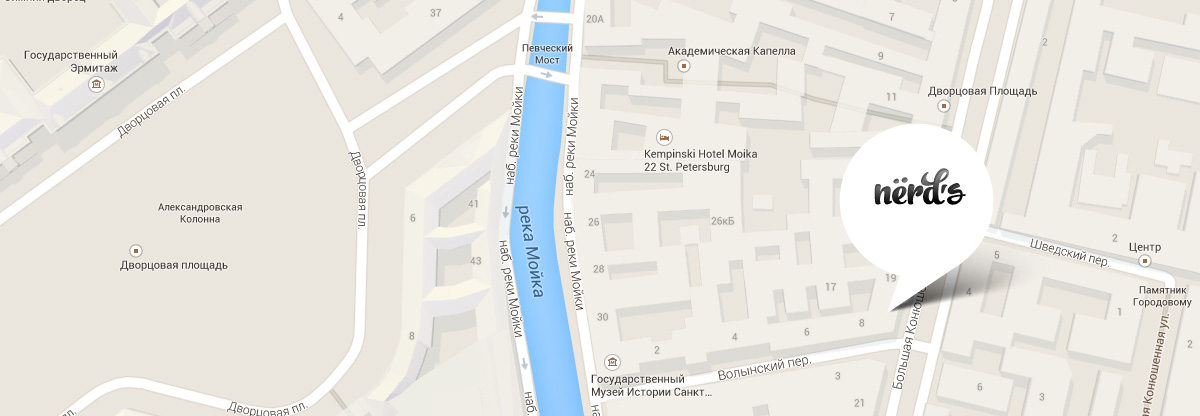 Зимний дворец
Государственный
Эрмитаж
Дворцовая пл.
4
37
Певческий
Мост
20А
Академическая Капелла
7
9
11
2
Дворцовая Площадь
наб. реки Мойки
наб. реки Мойки
Kempinski Hotel Moika
22 St. Petersburg
nërd's
Дворцовая пл.
Александровская
Колонна
Дворцовая площадь
6
41
43
8
река Мойка
наб. реки Мойки
наб. реки Мойки
24
26
26кБ
28
30
17
19
2
4
6
8
Шведский пер.
2
Центр
5
4
Памятник
Городовому
Большая Конюше
Волынский пер.
Государственный
Музей Истории Санкт...
Дворцовая пл.
наб.
3
21
6
3
Конюшенная ул.